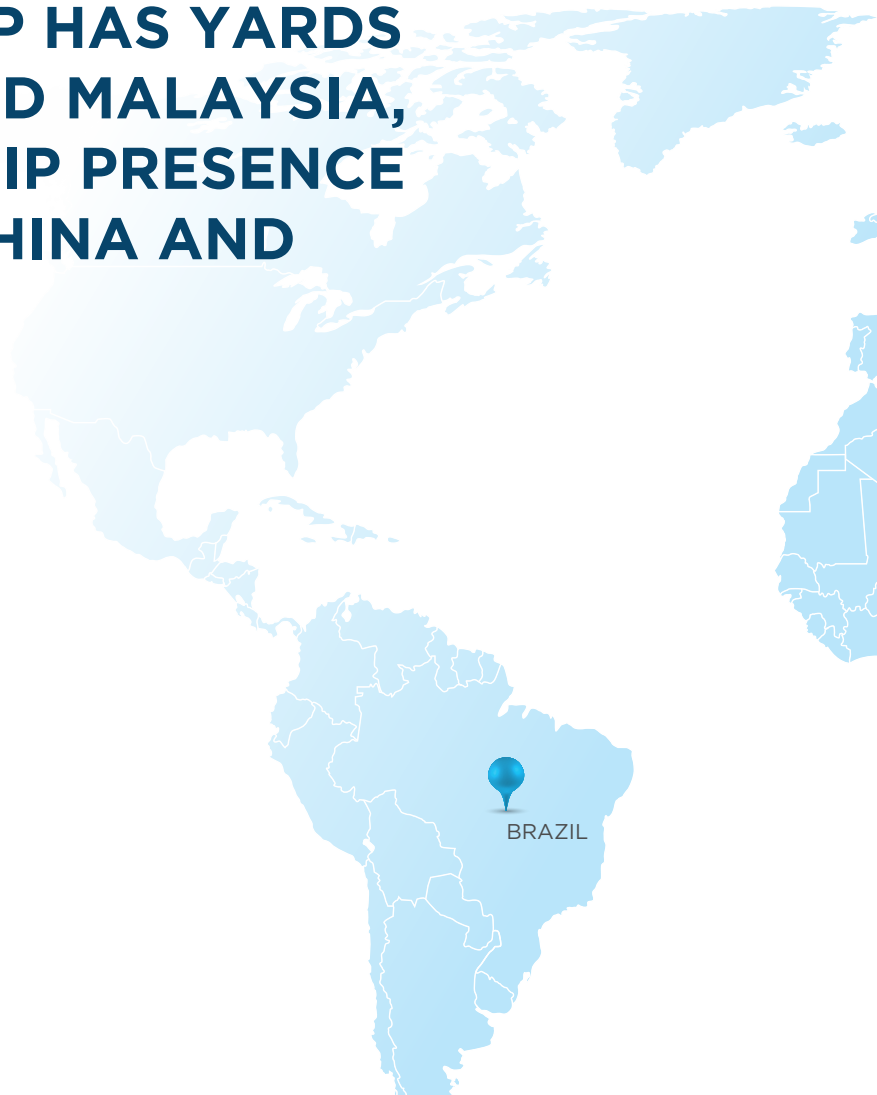 P HAS YARDS
D MALAYSIA,
IP PRESENCE
HINA AND
BRAZIL